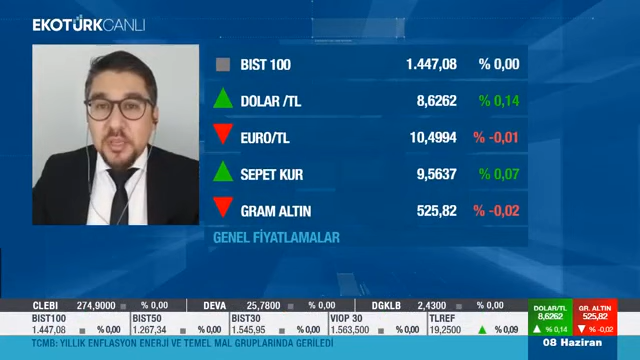 EKOTÜRK CANLI
BIST 100 1.447,08 % 0,00
DOLAR /TL 8,6262 % 0,14
EURO/TL 10,4994 % -0,01
SEPET KUR 9,5637 % 0,07
GRAM ALTIN 525,82 % -0,02
GENEL FİYATLAMALAR
CLEBI 274,9000 % 0,00 DEVA 25,7800 % 0,00 DGKLB 2,4300 % 0,00
BIST100 BIST50 BIST30 VIOP 30 TLREF
1.447,08 % 0,00 1.267,34 % 0,00 1.545,95 % 0,00 1.563,500 % 0,00 19,2500 % 0,09
DOLAR/TL GR. ALTIN
8,6262 525,82
% 0,14 % -0,02
TCMB: YILLIK ENFLASYON ENERJİ VE TEMEL MAL GRUPLARINDA GERİLEDİ
08 Haziran